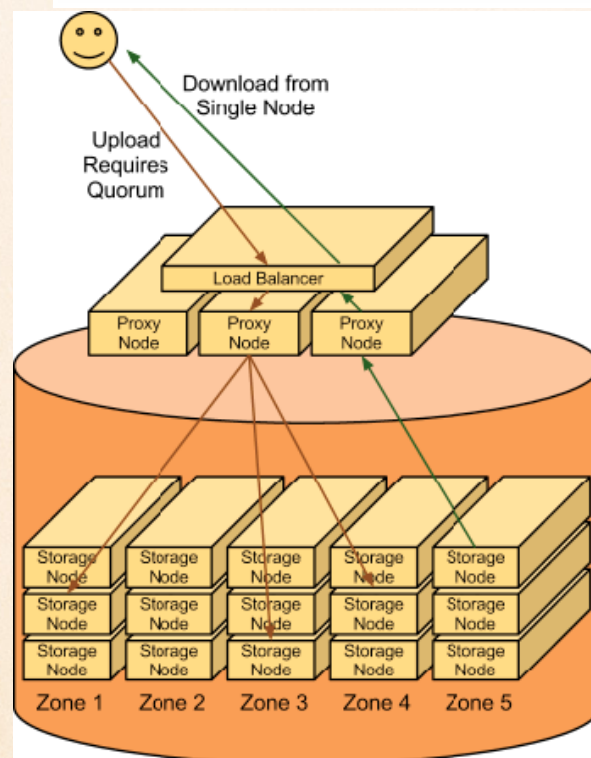 Download from
Single Node
Upload
Requires
Quorum
Load Balancer
Proxy
Node
Proxy
Node
Proxy
Node
Storage
Node
Storage
Node
Storage
Node
Storage
Node
Storage
Node
Storage
Node
Storage
Node
Storage
Node
Storage
Node
Storage
Node
Storage
Node
Storage
Node
Storage
Node
Storage
Node
Storage
Node
Zone 1 Zone 2 Zone 3 Zone 4 Zone 5